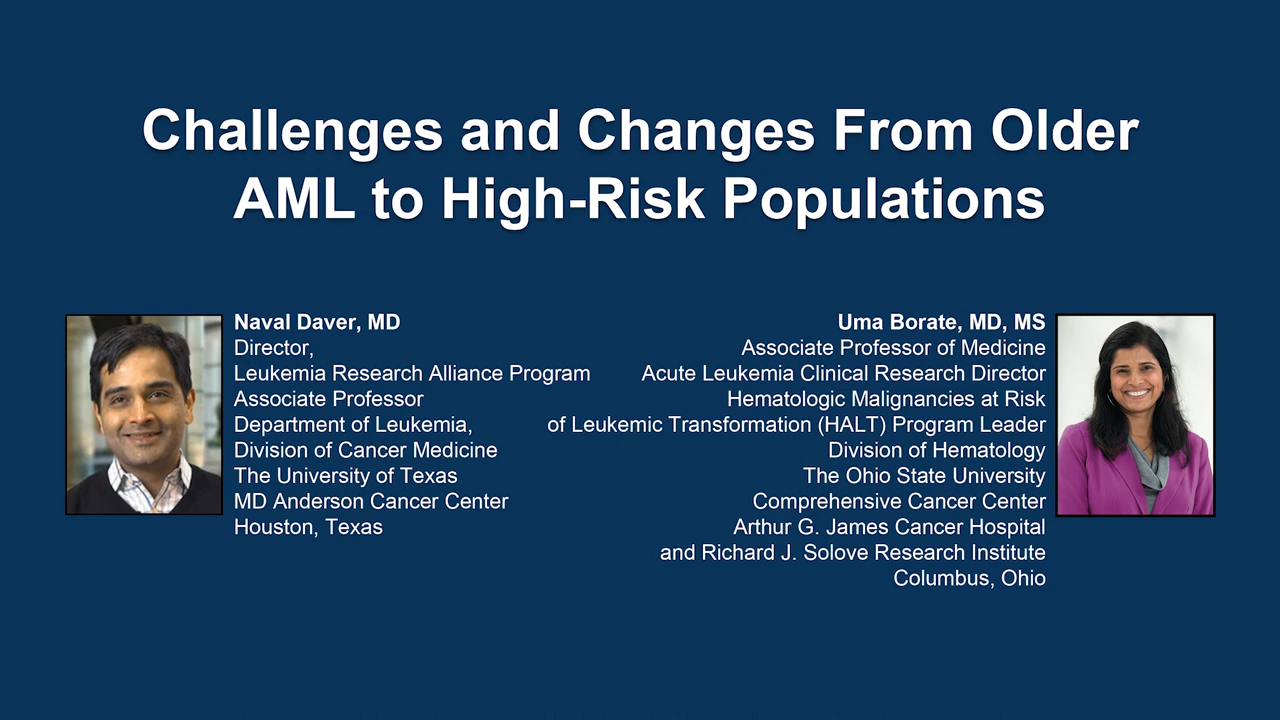 Challenges and Changes From Older
AML to High-Risk Populations
Naval Daver, MD
Director,
Leukemia Research Alliance Program
Associate Professor
Department of Leukemia,
Division of Cancer Medicine
The University of Texas
MD Anderson Cancer Center
Houston, Texas
Uma Borate, MD, MS
Associate Professor of Medicine
Acute Leukemia Clinical Research Director
Hematologic Malignancies at Risk
of Leukemic Transformation (HALT) Program Leader
Division of Hematology
The Ohio State University
Comprehensive Cancer Center
Arthur G. James Cancer Hospital
and Richard J. Solove Research Institute
Columbus, Ohio